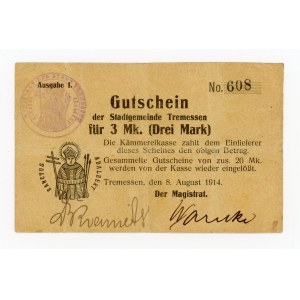 Ausgabe 1.
No. 608
Gutschein
der Stadtgemeinde Tremessen
für 3 Mk. (Drei Mark)
Die Kämmereikasse zahlt dem Einlieferer
dieses Scheines den obigen Betrag.
Gesammelte Gutscheine von zus. 20 Mk.
werden von der Kasse wieder eingelöst.
Tremessen, den 8. August 1914.
Der Magistrat.